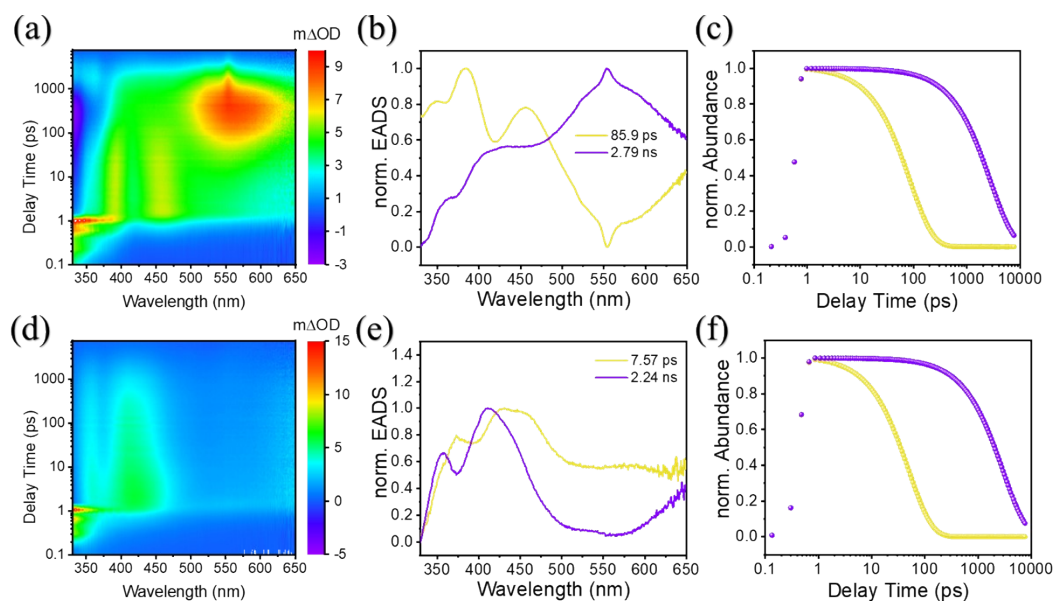 (a)
mΔOD
Delay Time (ps)
1000
100
10
1
0.1
350 400 450 500 550 600 650
Wavelength (nm)
9
7
5
3
1
-1
-3
(b)
norm. EADS
1.0
0.8
0.6
0.4
0.2
0.0
85.9 ps
2.79 ns
350 400 450 500 550 600 650
Wavelength (nm)
(c)
norm. Abundance
1.0
0.8
0.6
0.4
0.2
0.0
0.1 1 10 100 1000 10000
Delay Time (ps)
(d)
mΔOD
Delay Time (ps)
1000
100
10
1
0.1
350 400 450 500 550 600 650
Wavelength (nm)
15
10
5
0
-5
(e)
norm. EADS
1.4
1.2
1.0
0.8
0.6
0.4
0.2
0.0
7.57 ps
2.24 ns
350 400 450 500 550 600 650
Wavelength (nm)
(f)
norm. Abundance
1.0
0.8
0.6
0.4
0.2
0.0
0.1 1 10 100 1000 10000
Delay Time (ps)